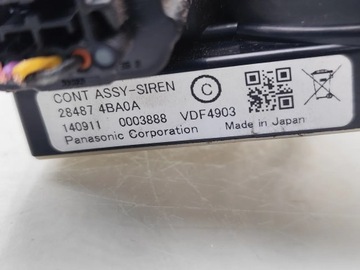 CONT ASSY-SIREN
28487 4BA0A
C
140911 0003888 VDF4903
Panasonic Corporation Made in Japan